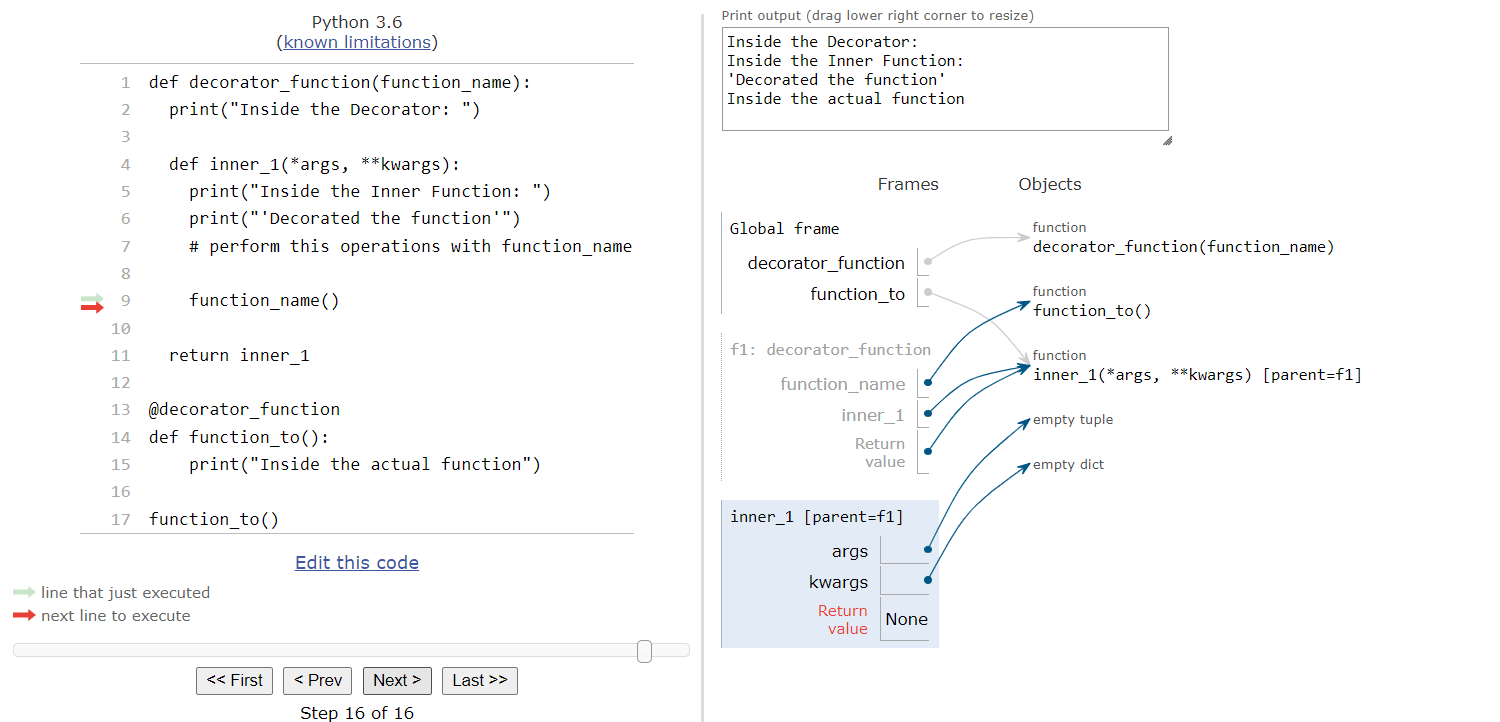 Python 3.6
(known limitations)
1 def decorator_function(function_name):
2   print("Inside the Decorator: ")
3
4   def inner_1(*args, **kwargs):
5     print("Inside the Inner Function: ")
6     print("'Decorated the function'")
7     # perform this operations with function_name
8
9     function_name()
10
11   return inner_1
12
13 @decorator_function
14 def function_to():
15     print("Inside the actual function")
16
17 function_to()
Edit this code
line that just executed
next line to execute
<< First
< Prev
Next >
Last >>
Step 16 of 16
Print output (drag lower right corner to resize)
Inside the Decorator:
Inside the Inner Function:
'Decorated the function'
Inside the actual function
Frames
Objects
Global frame
decorator_function
function_to
f1: decorator_function
function_name
inner_1
Return
value
inner_1 [parent=f1]
args
kwargs
Return
value
None
function
decorator_function(function_name)
function
function_to()
function
inner_1(*args, **kwargs) [parent=f1]
empty tuple
empty dict